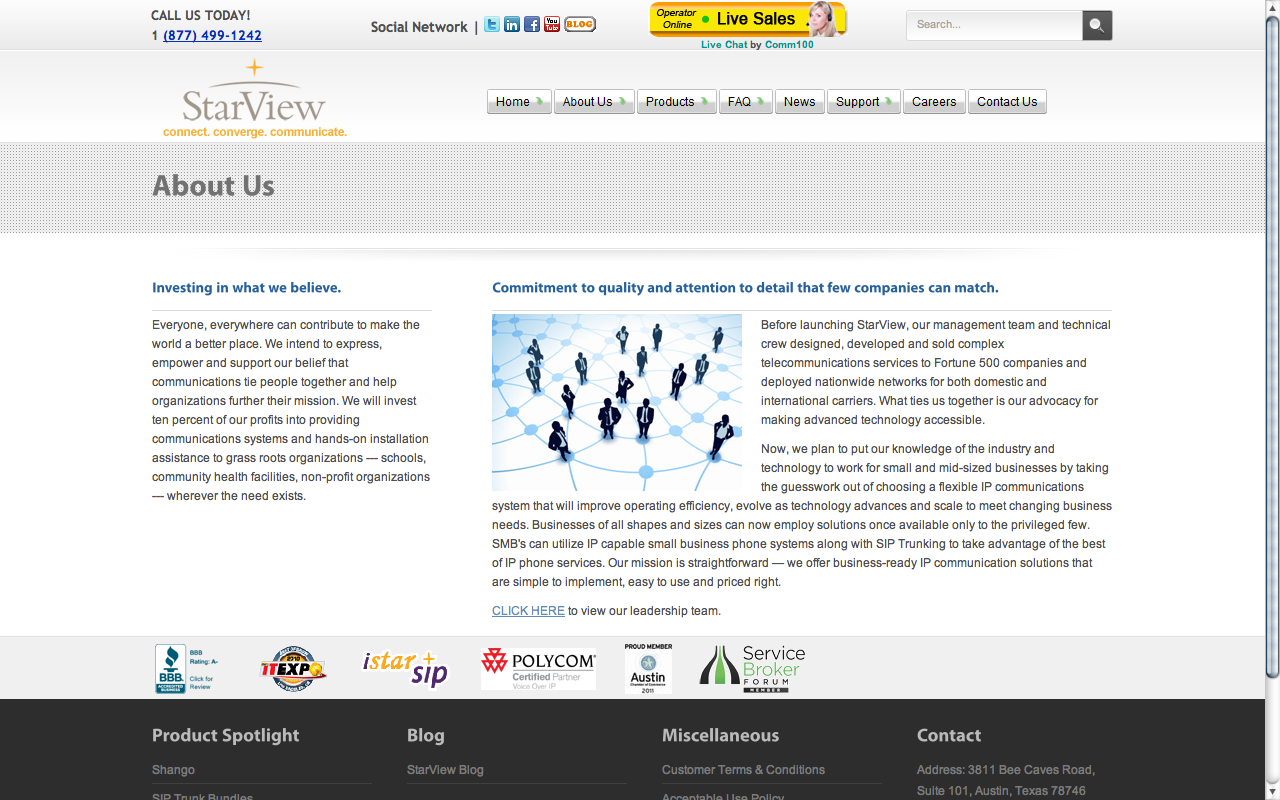 CALL US TODAY!
1 (877) 499-1242
Social Network |
You Tube
BLOG
Operator
Online
Live Sales
Live Chat by Comm100
Search...
StarView
connect. converge. communicate.
Home
About Us
Products
FAQ
News
Support
Careers
Contact Us
About Us
Investing in what we believe.
Everyone, everywhere can contribute to make the
world a better place. We intend to express,
empower and support our belief that
communications tie people together and help
organizations further their mission. We will invest
ten percent of our profits into providing
communications systems and hands-on installation
assistance to grass roots organizations --- schools,
community health facilities, non-profit organizations
--- wherever the need exists.
Commitment to quality and attention to detail that few companies can match.
Before launching StarView, our management team and technical
crew designed, developed and sold complex
telecommunications services to Fortune 500 companies and
deployed nationwide networks for both domestic and
international carriers. What ties us together is our advocacy for
making advanced technology accessible.
Now, we plan to put our knowledge of the industry and
technology to work for small and mid-sized businesses by taking
the guesswork out of choosing a flexible IP communications
system that will improve operating efficiency, evolve as technology advances and scale to meet changing business
needs. Businesses of all shapes and sizes can now employ solutions once available only to the privileged few.
SMB's can utilize IP capable small business phone systems along with SIP Trunking to take advantage of the best
of IP phone services. Our mission is straightforward — we offer business-ready IP communication solutions that
are simple to implement, easy to use and priced right.
CLICK HERE to view our leadership team.
BBB
Rating: A-
Click for
Review
BBB.
ACCREDITED
BUSINESS
2010
ITEXPO
istar
sip
POLYCOM
Certified Partner
Voice Over IP
PROUD MEMBER
Austin
Chamber of Commerce
2011
Service
Broker
FORUM
MEMBER
Product Spotlight
Shango
SIP Trunk Bundles
Blog
StarView Blog
Miscellaneous
Customer Terms & Conditions
Acceptable Use Policy
Contact
Address: 3811 Bee Caves Road,
Suite 101, Austin, Texas 78746